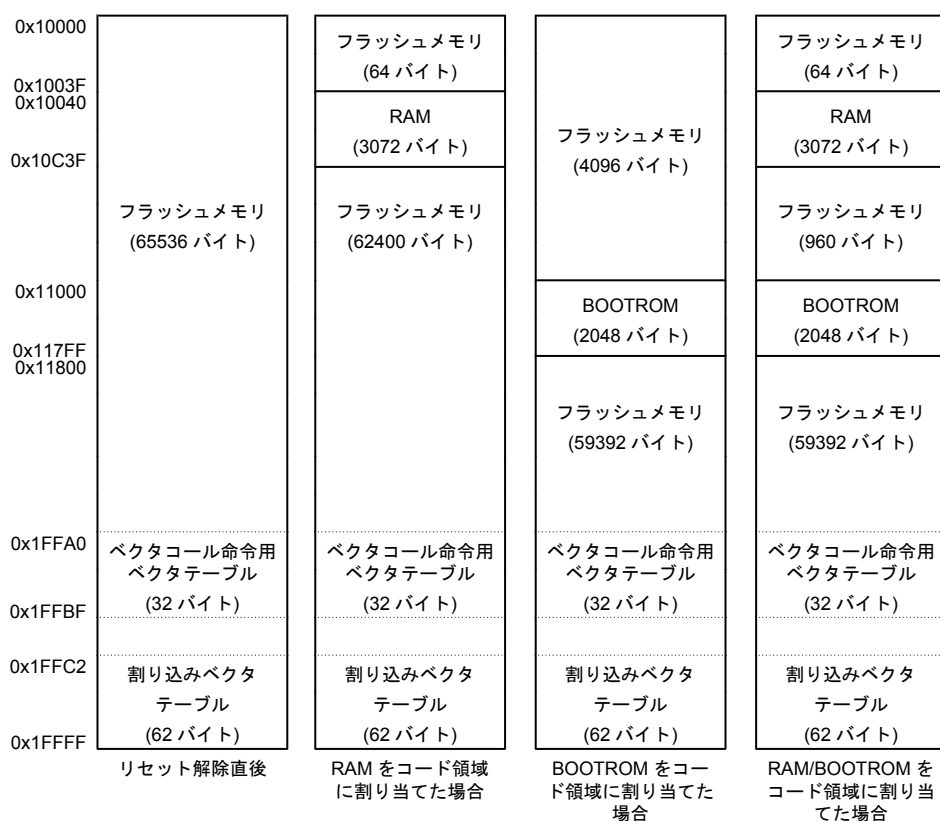 0x10000
0x1003F
0x10040
0x10C3F
0x11000
0x117FF
0x11800
0x1FFA0
0x1FFBF
0x1FFC2
0x1FFFF
フラッシュメモリ
(65536 バイト)
ベクタコール命令用
ベクタテーブル
(32 バイト)
割り込みベクタ
テーブル
(62 バイト)
リセット解除直後
フラッシュメモリ
(64 バイト)
RAM
(3072 バイト)
フラッシュメモリ
(62400 バイト)
ベクタコール命令用
ベクタテーブル
(32 バイト)
割り込みベクタ
テーブル
(62 バイト)
RAM をコード領域
に割り当てた場合
フラッシュメモリ
(4096 バイト)
BOOTROM
(2048 バイト)
フラッシュメモリ
(59392 バイト)
ベクタコール命令用
ベクタテーブル
(32 バイト)
割り込みベクタ
テーブル
(62 バイト)
BOOTROM をコー
ド領域に割り当てた
場合
フラッシュメモリ
(64 バイト)
RAM
(3072 バイト)
フラッシュメモリ
(960 バイト)
BOOTROM
(2048 バイト)
フラッシュメモリ
(59392 バイト)
ベクタコール命令用
ベクタテーブル
(32 バイト)
割り込みベクタ
テーブル
(62 バイト)
RAM/BOOTROM を
コード領域に割り当
てた場合